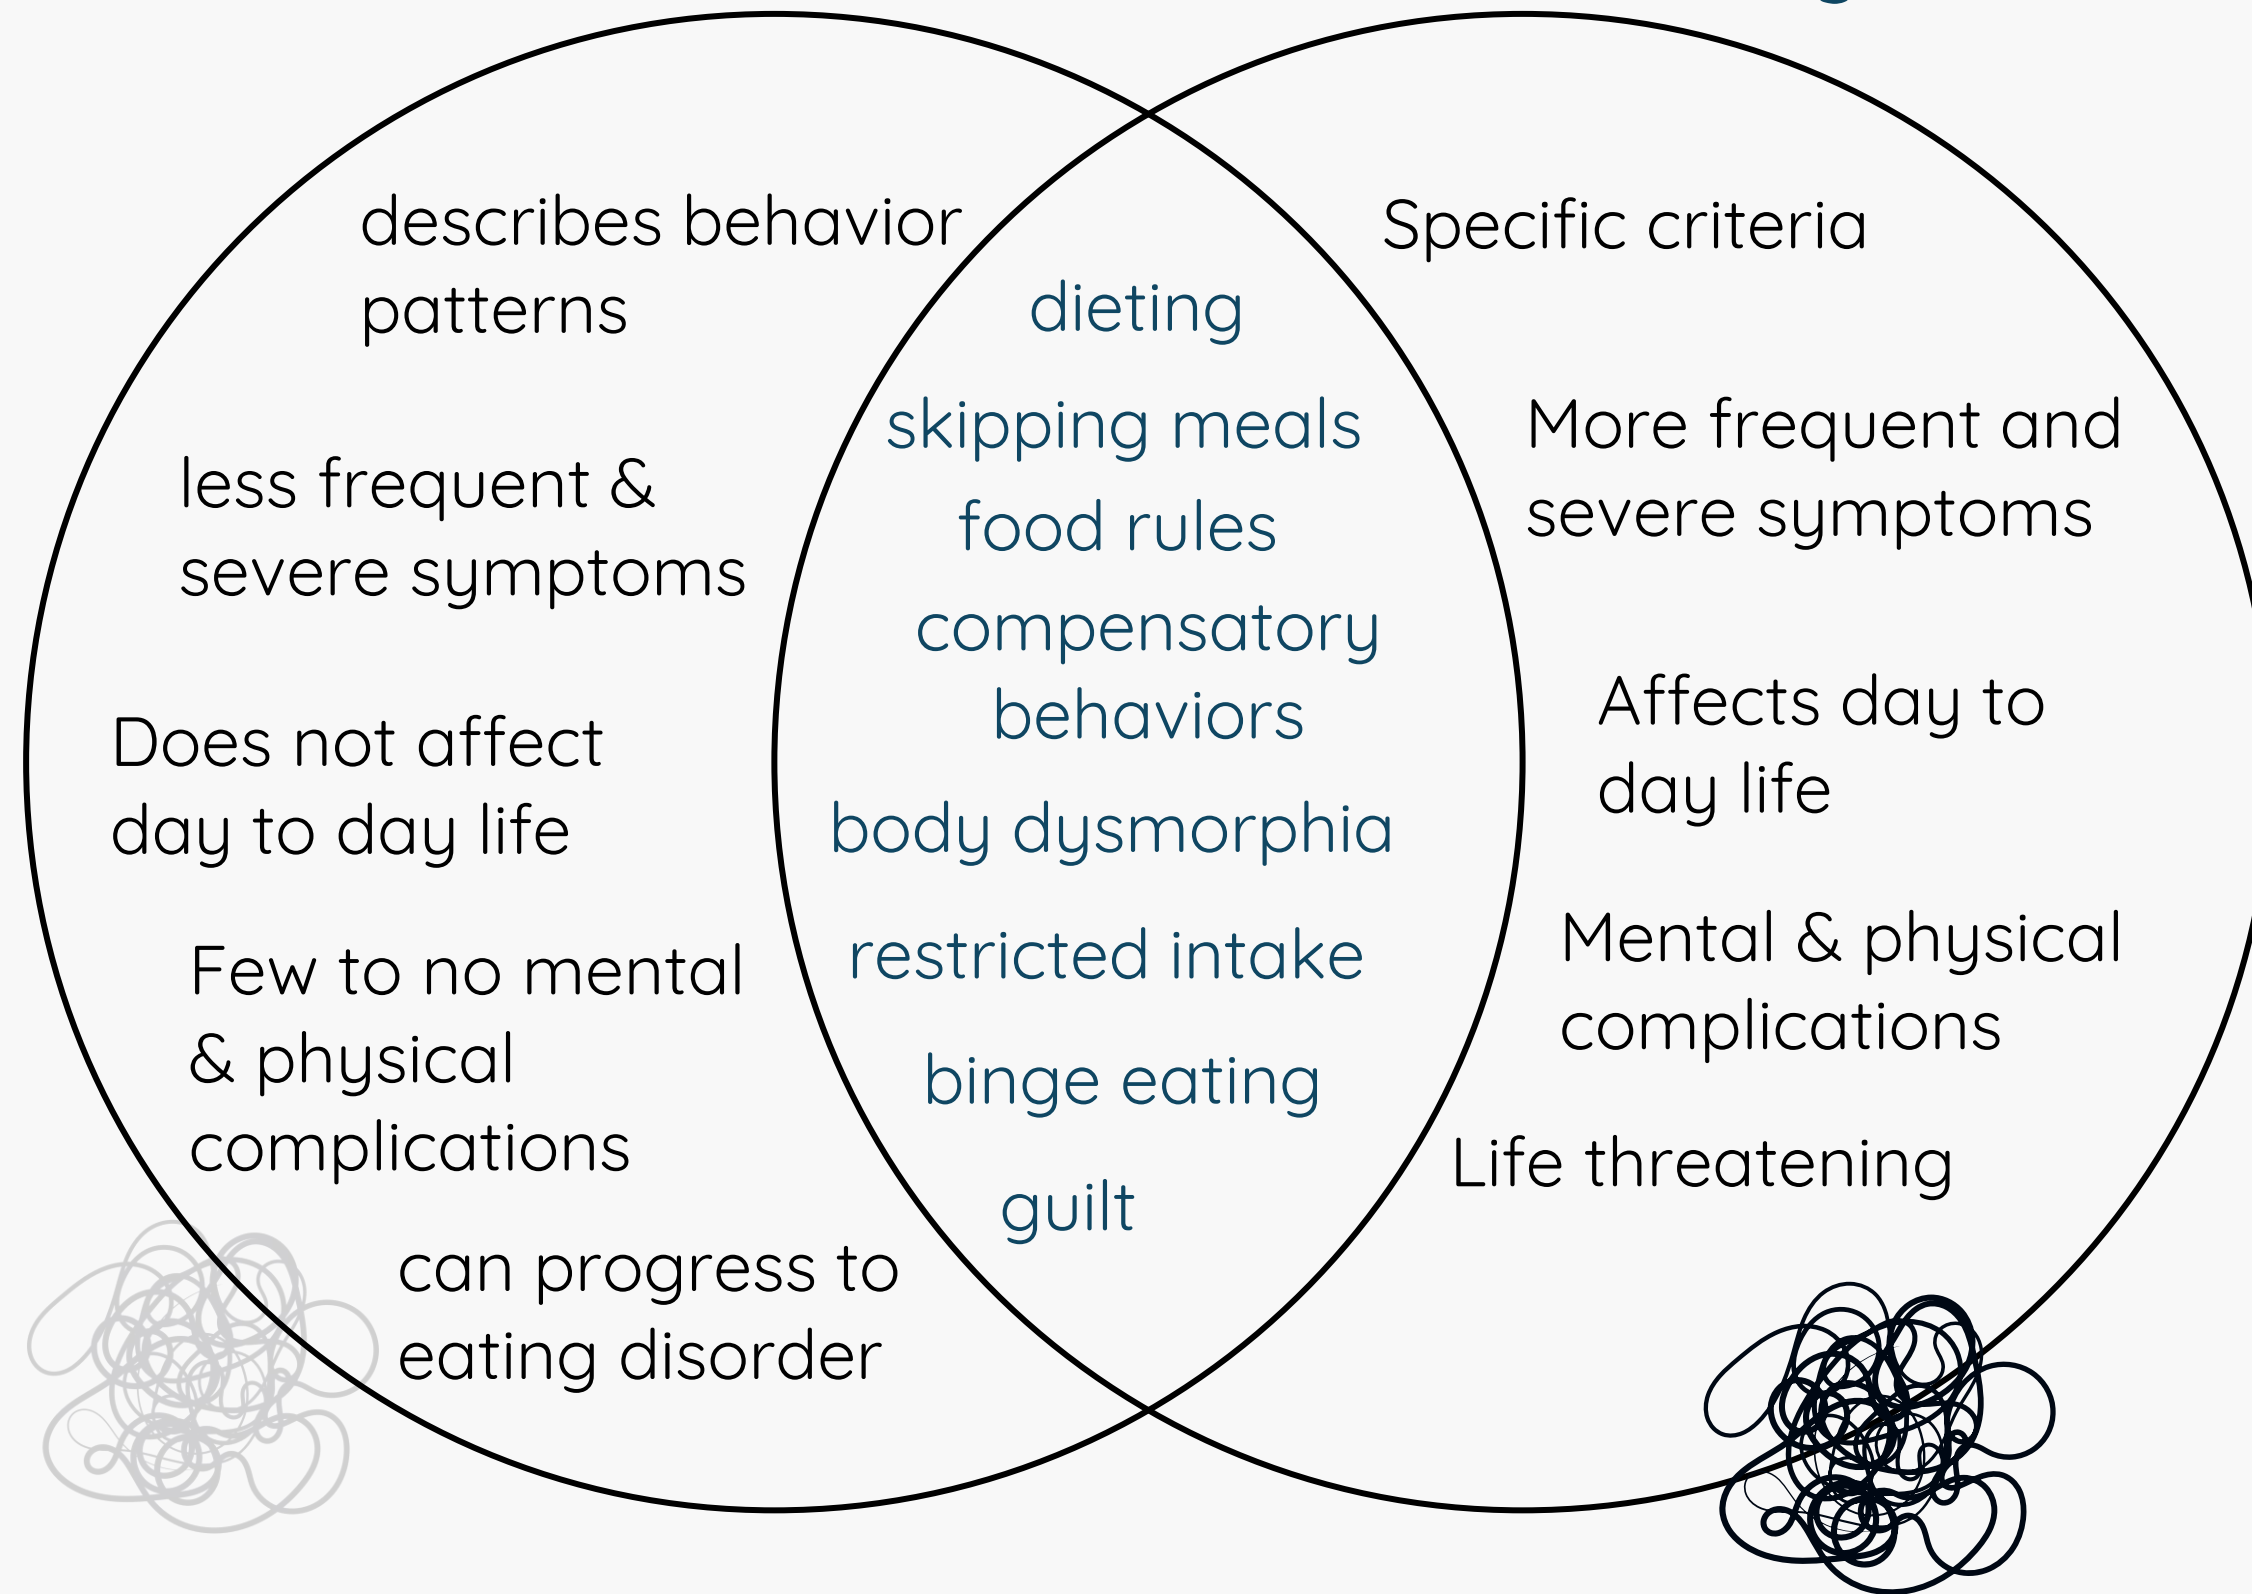 describes behavior
patterns
less frequent &
severe symptoms
Does not affect
day to day life
Few to no mental
& physical
complications
can progress to
eating disorder
dieting
skipping meals
food rules
compensatory
behaviors
body dysmorphia
restricted intake
binge eating
guilt
Specific criteria
More frequent and
severe symptoms
Affects day to
day life
Mental & physical
complications
Life threatening